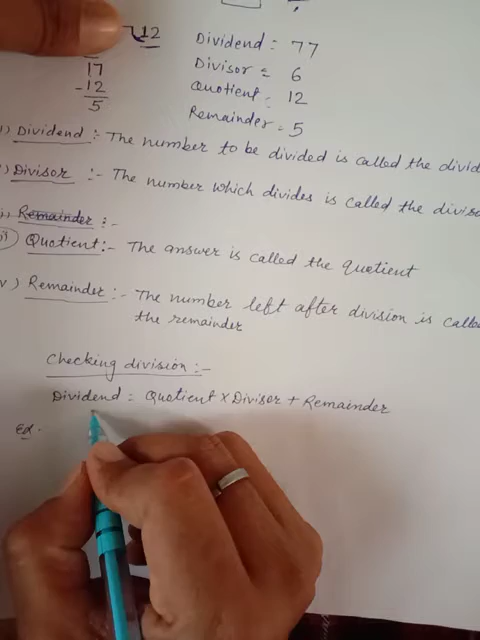 12
Dividend = 77
17
Divisor = 6
-12
Quotient = 12
5
Remainder = 5
i) Dividend :- The number to be divided is called the divid
) Divisor :- The number which divides is called the diviso
Remainder :-
Quotient :- The answer is called the quotient
v) Remainder :- The number left after division is called
the remainder
Checking division :-
Dividend = Quotient × Divisor + Remainder
Ex.